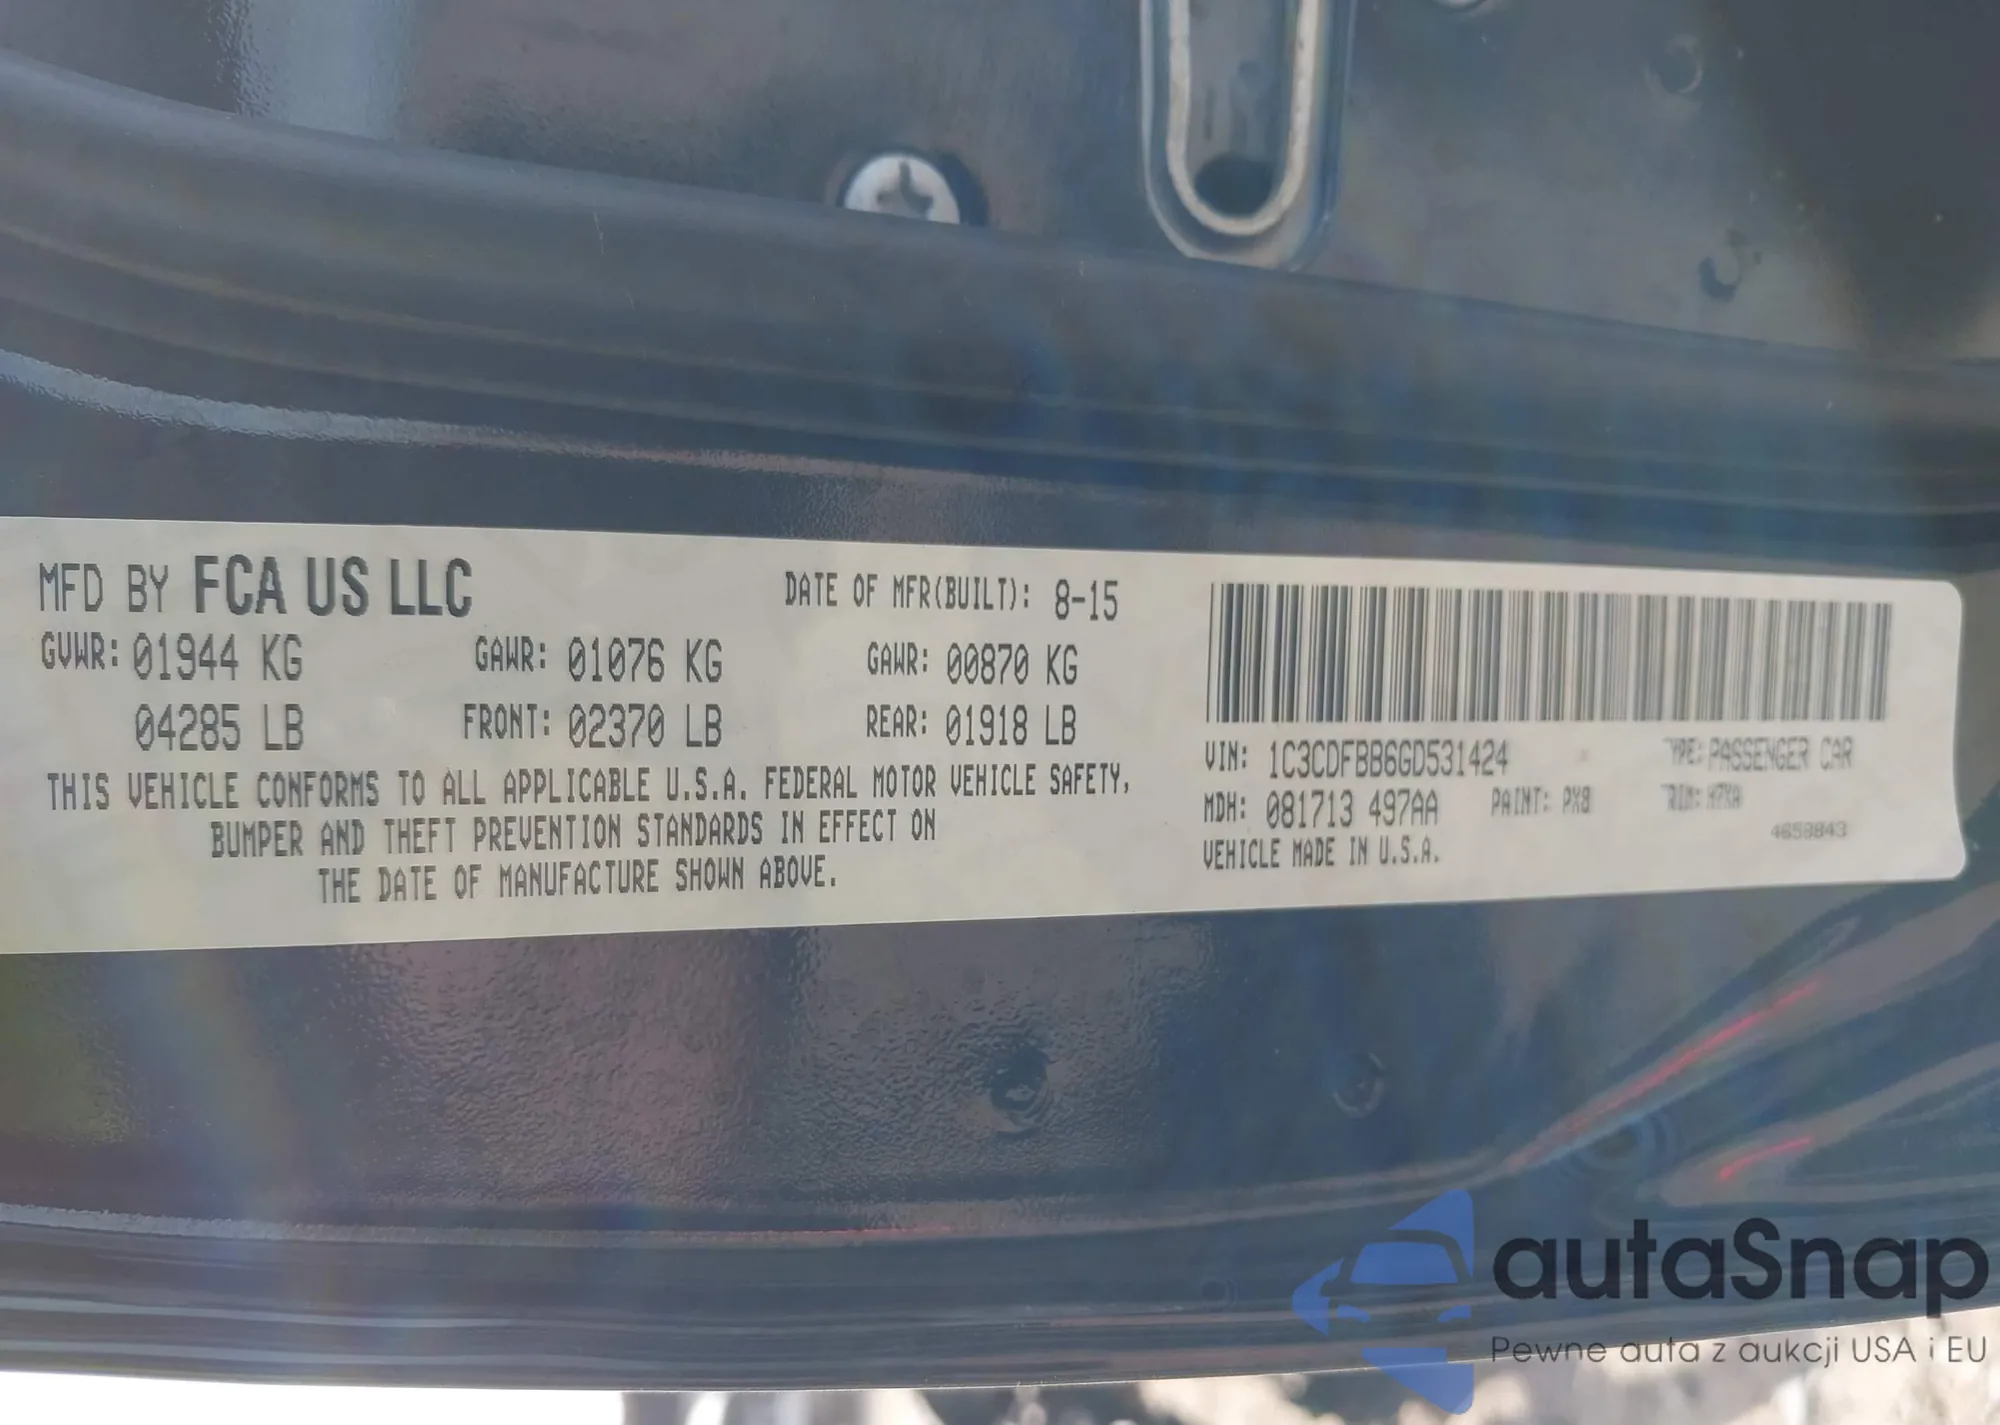 MFD BY FCA US LLC
DATE OF MFR(BUILT): 8-15
GVWR: 01944 KG GAWR: 01076 KG GAWR: 00870 KG
04285 LB FRONT: 02370 LB REAR: 01918 LB
THIS VEHICLE CONFORMS TO ALL APPLICABLE U.S.A. FEDERAL MOTOR VEHICLE SAFETY,
BUMPER AND THEFT PREVENTION STANDARDS IN EFFECT ON
THE DATE OF MANUFACTURE SHOWN ABOVE.
VIN: 1C3CDFBB6GD531424 TYPE: PASSENGER CAR
MDH: 081713 497AA PAINT: PX8
VEHICLE MADE IN U.S.A.
autaSnap
Pewne auta z aukcji USA i EU